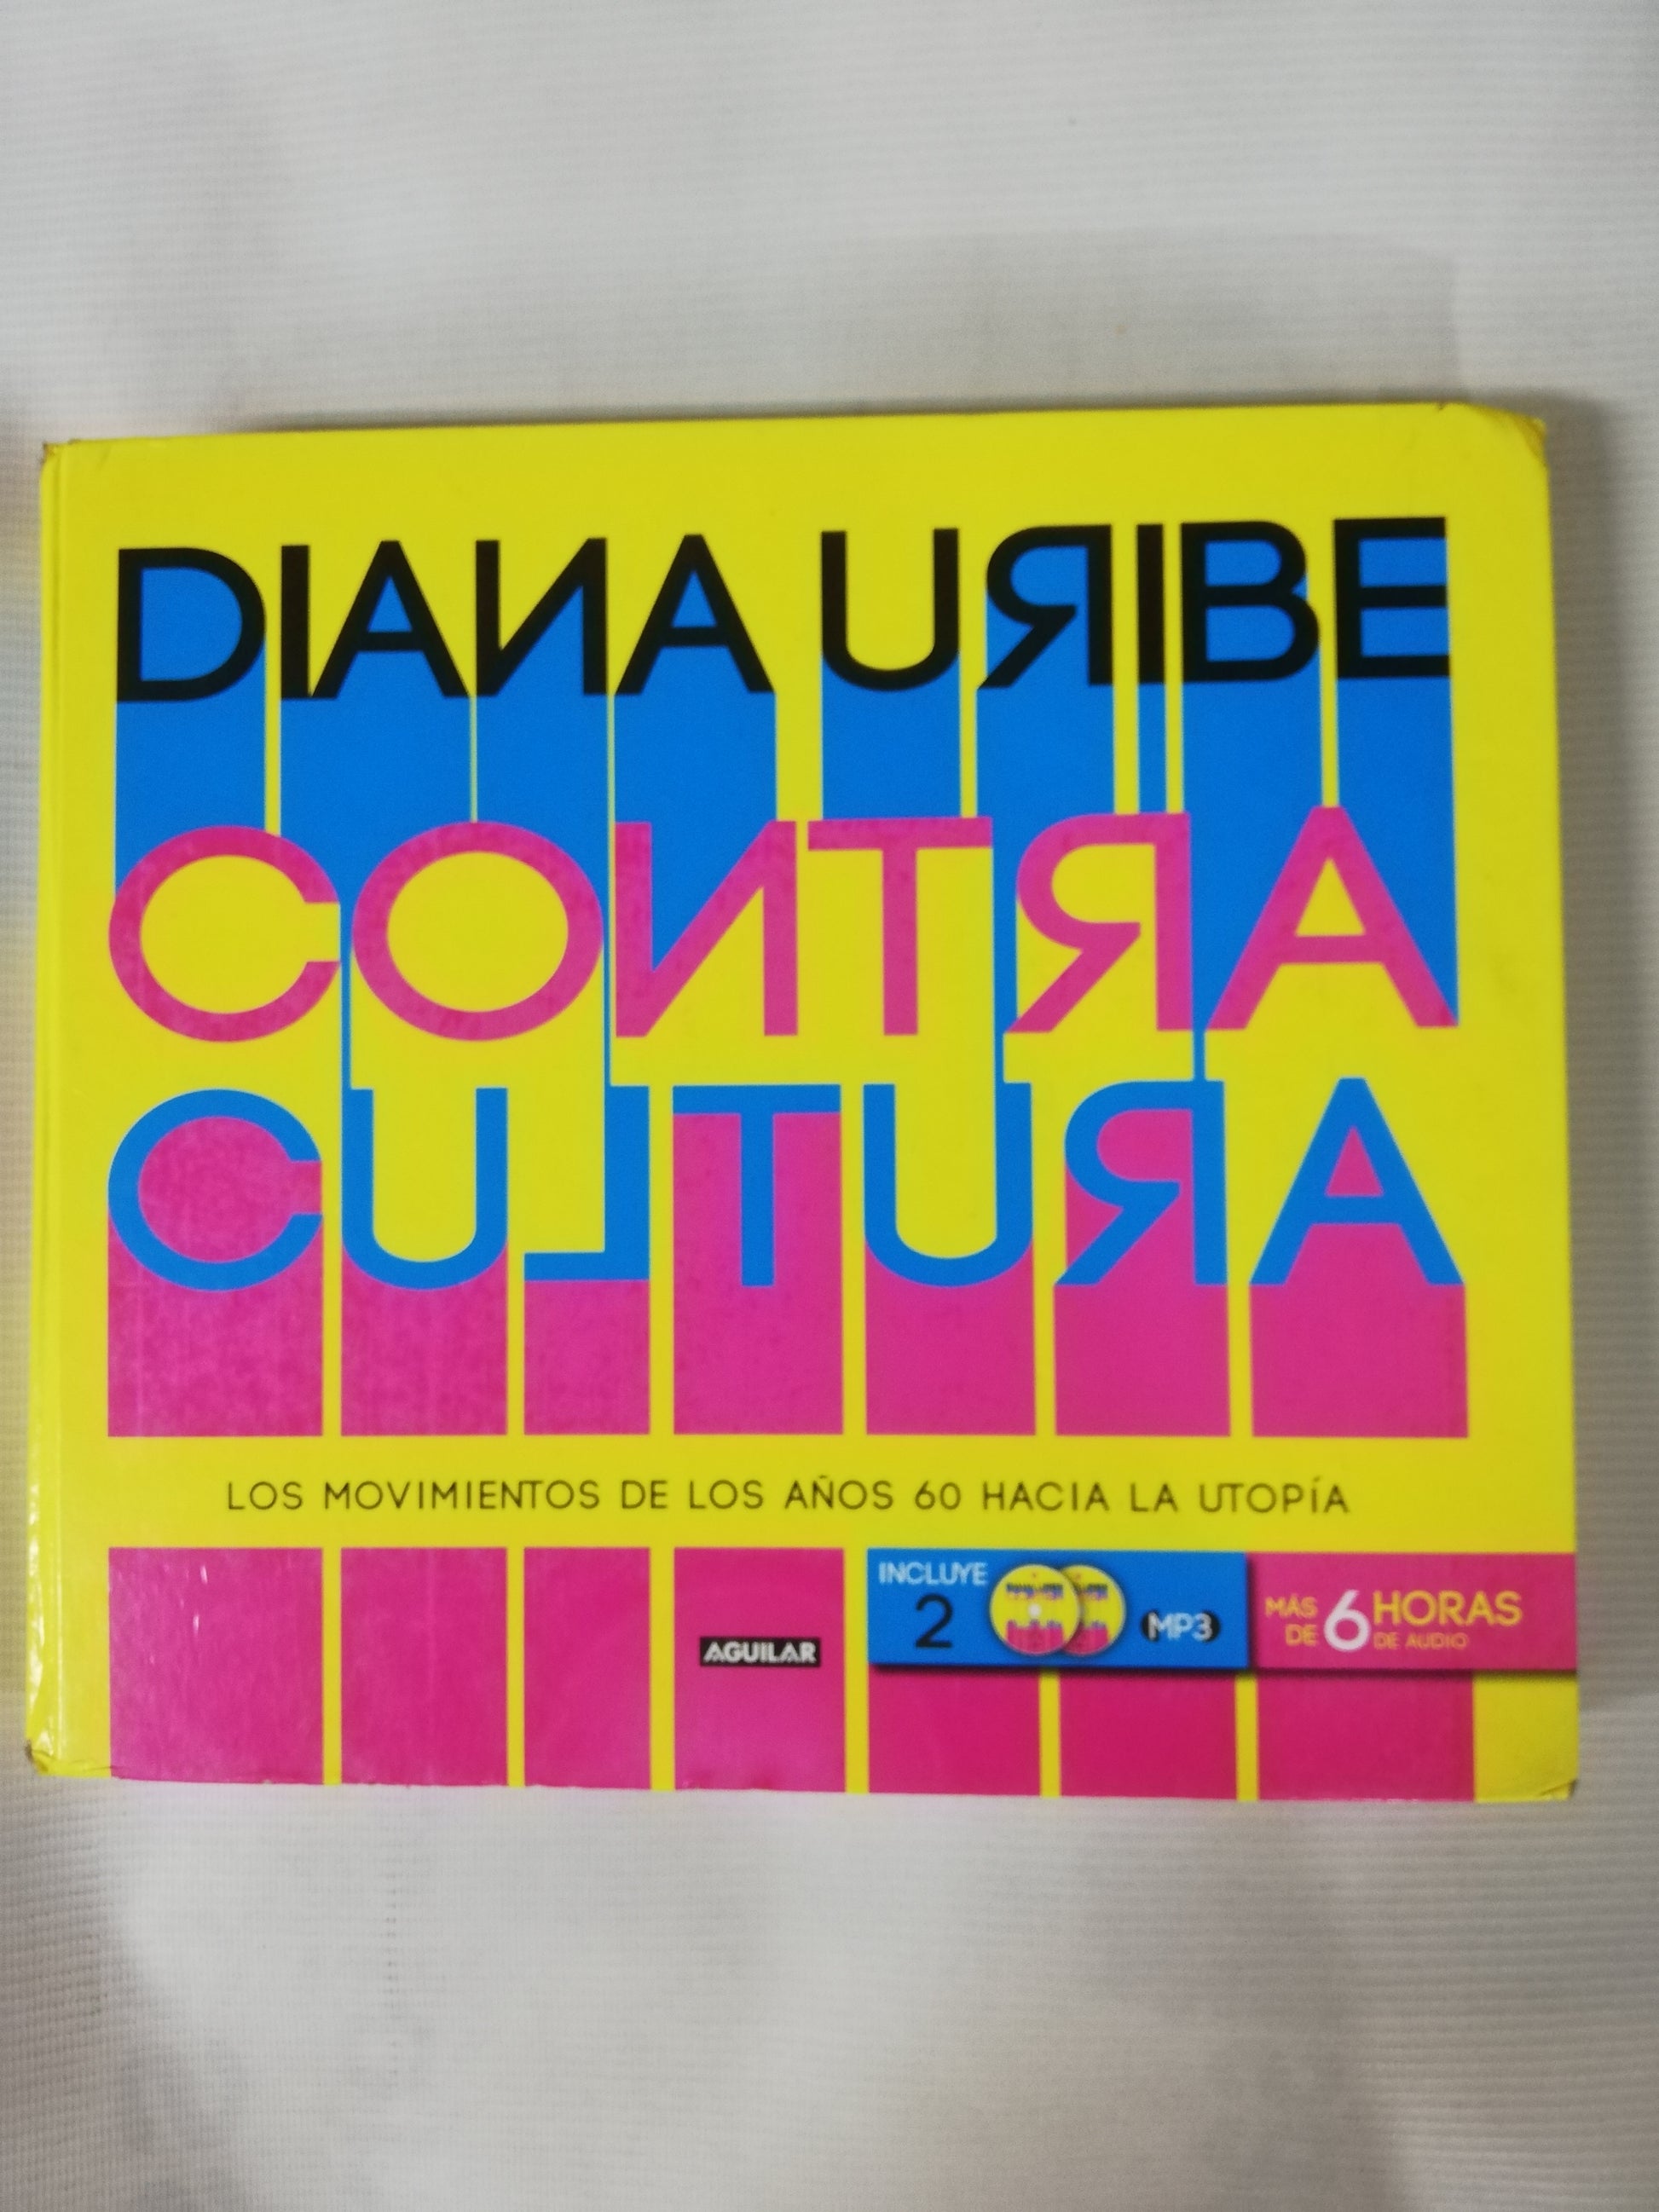 DIANA URIBE
CONTRA
CULTURA
LOS MOVIMIENTOS DE LOS AÑOS 60 HACIA LA UTOPÍA
AGUILAR
INCLUYE
2
MP3
MÁS
DE
6
HORAS
DE AUDIO